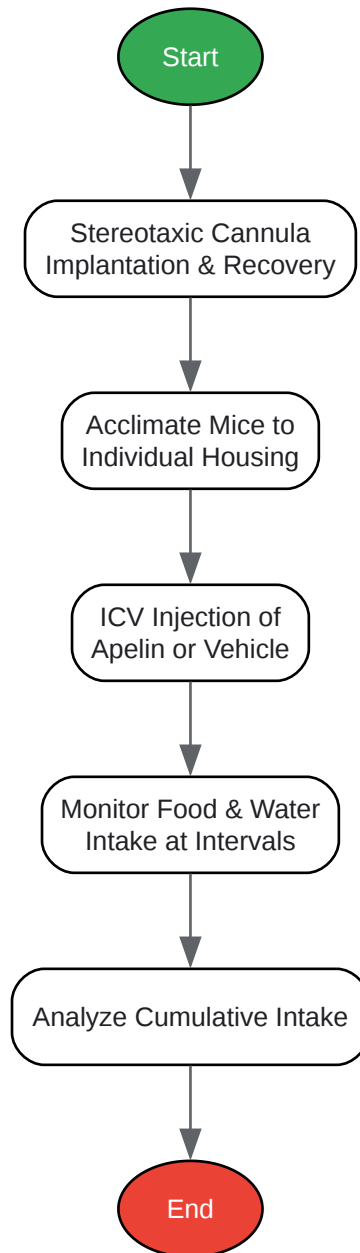 Start
Stereotaxic Cannula
Implantation & Recovery
Acclimate Mice to
Individual Housing
ICV Injection of
Apelin or Vehicle
Monitor Food & Water
Intake at Intervals
Analyze Cumulative Intake
End